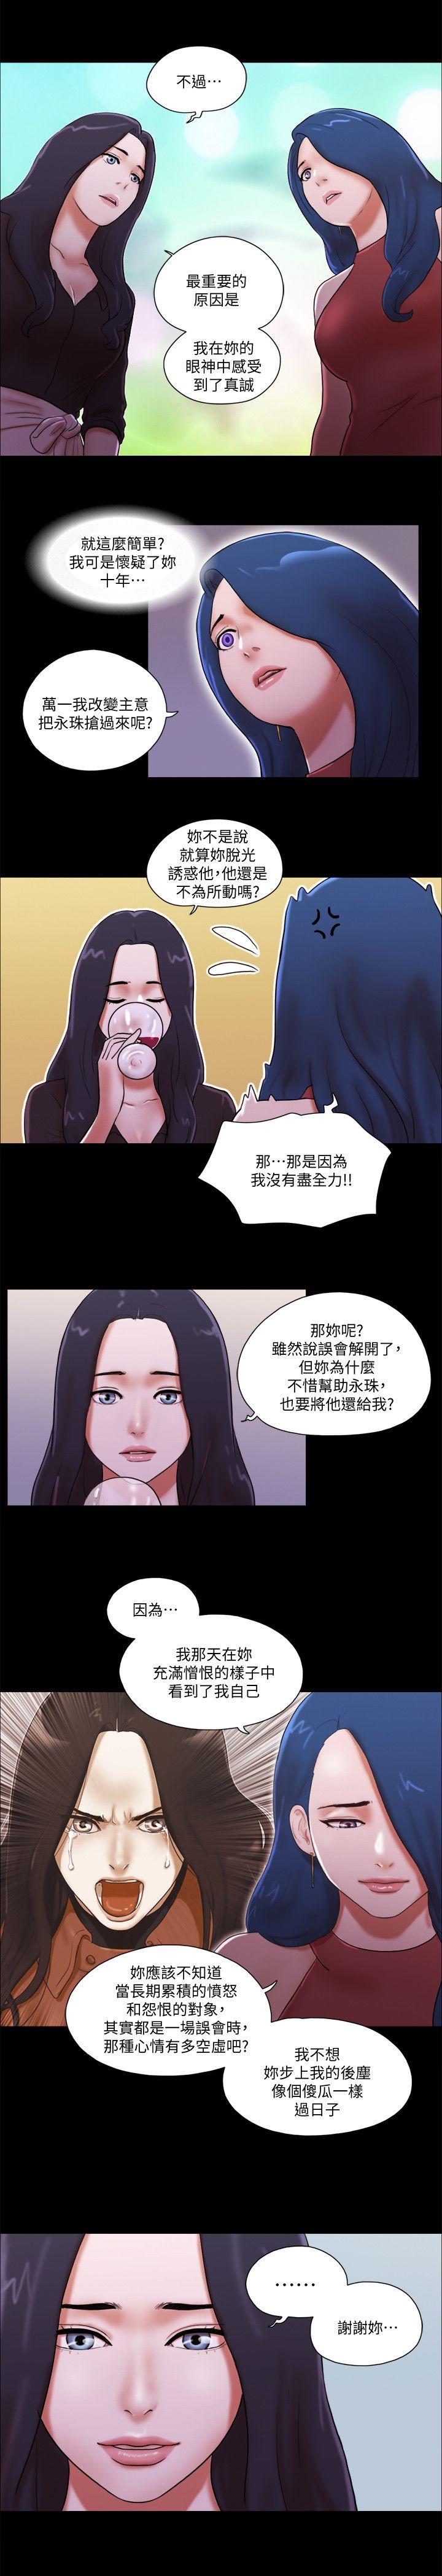 不過…
最重要的
原因是
我在妳的
眼神中感受
到了真誠
就這麼簡單?
我可是懷疑了妳
十年…
萬一我改變主意
把永珠搶過來呢?
妳不是說
就算妳脫光
誘惑他,他還是
不為所動嗎?
那…那是因為
我沒有盡全力!!
那妳呢?
雖然說誤會解開了,
但妳為什麼
不惜幫助永珠,
也要將他還給我?
因為…
我那天在妳
充滿憎恨的樣子中
看到了我自己
妳應該不知道
當長期累積的憤怒
和怨恨的對象,
其實都是一場誤會時,
那種心情有多空虛吧?
我不想
妳步上我的後塵
像個傻瓜一樣
過日子
……
謝謝妳…